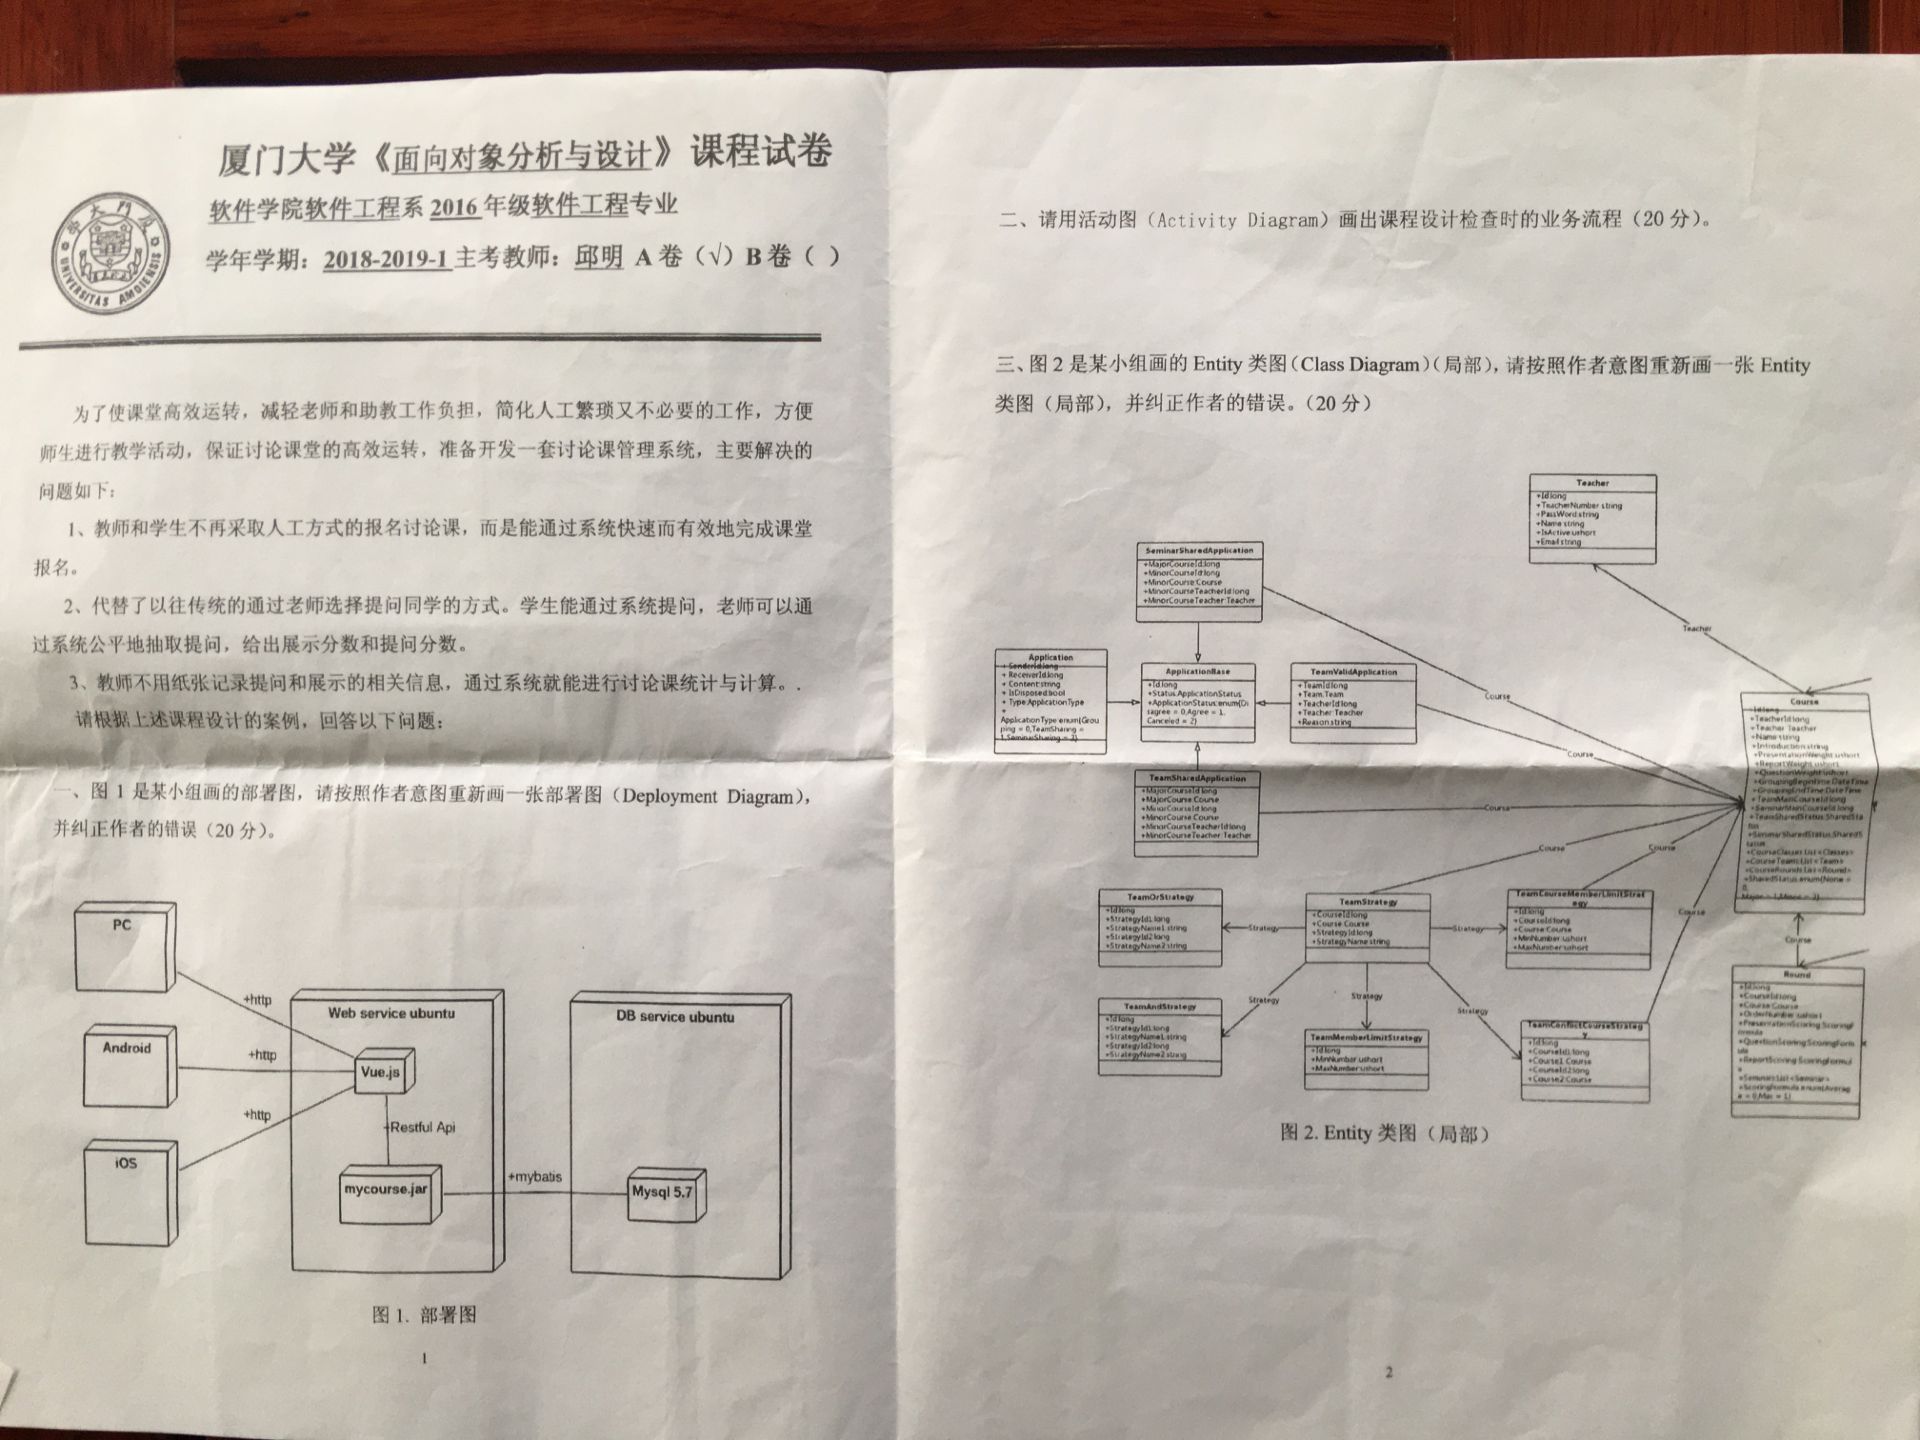 厦门大学《面向对象分析与设计》课程试卷
软件学院软件工程系 2016 年级软件工程专业
学年学期：2018-2019-1 主考教师：邱明 A 卷（√）B 卷（ ）
UNIVERSITAS AMOIENSIS
为了使课堂高效运转，减轻老师和助教工作负担，简化人工繁琐又不必要的工作，方便
师生进行教学活动，保证讨论课堂的高效运转，准备开发一套讨论课管理系统，主要解决的
问题如下：
1、教师和学生不再采取人工方式的报名讨论课，而是能通过系统快速而有效地完成课堂
报名。
2、代替了以往传统的通过老师选择提问同学的方式。学生能通过系统提问，老师可以通
过系统公平地抽取提问，给出展示分数和提问分数。
3、教师不用纸张记录提问和展示的相关信息，通过系统就能进行讨论课统计与计算。.
请根据上述课程设计的案例，回答以下问题：
一、图 1 是某小组画的部署图，请按照作者意图重新画一张部署图（Deployment Diagram），
并纠正作者的错误（20 分）。
PC
Android
iOS
+http
+http
+http
Web service ubuntu
Vue.js
+Restful Api
mycourse.jar
+mybatis
DB service ubuntu
Mysql 5.7
图 1. 部署图
1
二、请用活动图（Activity Diagram）画出课程设计检查时的业务流程（20 分）。
三、图 2 是某小组画的 Entity 类图（Class Diagram）（局部），请按照作者意图重新画一张 Entity
类图（局部），并纠正作者的错误。（20 分）
Teacher
+Id:long
+TeacherNumber:string
+PassWord:string
+Name:string
+IsActive:ushort
+Email:string
Teacher
SeminarSharedApplication
+MajorCourseId:long
+MinorCourseId:long
+MinorCourse:Course
+MinorCourseTeacherId:long
+MinorCourseTeacher:Teacher
Application
+ SenderId:long
+ ReceiverId:long
+ Content:string
+ IsDisposed:bool
+ Type:ApplicationType
+
ApplicationType:enum{Grou
ping = 0,TeamSharing =
1,SeminarSharing = 2}
ApplicationBase
+Id:long
+Status:ApplicationStatus
+ApplicationStatus:enum{Di
sagree = 0,Agree = 1,
Canceled = 2}
TeamValidApplication
+TeamId:long
+Team:Team
+TeacherId:long
+Teacher:Teacher
+Reason:string
TeamSharedApplication
+MajorCourseId:long
+MajorCourse:Course
+MinorCourseId:long
+MinorCourse:Course
+MinorCourseTeacherId:long
+MinorCourseTeacher:Teacher
Course
Course
Course
Course
Course
Course
Course
+Id:long
+TeacherId:long
+Teacher:Teacher
+Name:string
+Introduction:string
+PresentationWeight:ushort
+ReportWeight:ushort
+QuestionWeight:ushort
+GroupingBeginTime:DateTime
+GroupingEndTime:DateTime
+TeamMainCourseId:long
+SeminarMainCourseId:long
+TeamSharedStatus:SharedSta
tus
+SeminarSharedStatus:SharedS
tatus
+CourseClasses:List<Classes>
+CourseTeams:List<Team>
+CourseRounds:List<Round>
+SharedStatus:enum{None =
0,
Major = 1,Minor = 2}
Course
TeamOrStrategy
+Id:long
+StrategyId1:long
+StrategyName1:string
+StrategyId2:long
+StrategyName2:string
Strategy
TeamStrategy
+CourseId:long
+Course:Course
+StrategyId:long
+StrategyName:string
Strategy
TeamCourseMemberLimitStrat
egy
+Id:long
+CourseId:long
+Course:Course
+MinNumber:ushort
+MaxNumber:ushort
TeamAndStrategy
+Id:long
+StrategyId1:long
+StrategyName1:string
+StrategyId2:long
+StrategyName2:string
Strategy
Strategy
Strategy
TeamMemberLimitStrategy
+Id:long
+MinNumber:ushort
+MaxNumber:ushort
TeamConflictCourseStrateg
y
+Id:long
+CourseId1:long
+Course1:Course
+CourseId2:long
+Course2:Course
Round
+Id:long
+CourseId:long
+Course:Course
+OrderNumber:ushort
+PresentationScoring:ScoringF
ormula
+QuestionScoring:ScoringForm
ula
+ReportScoring:ScoringFormul
a
+Seminars:List<Seminar>
+ScoringFormula:enum{Averag
e = 0,Max = 1}
图 2. Entity 类图（局部）
2